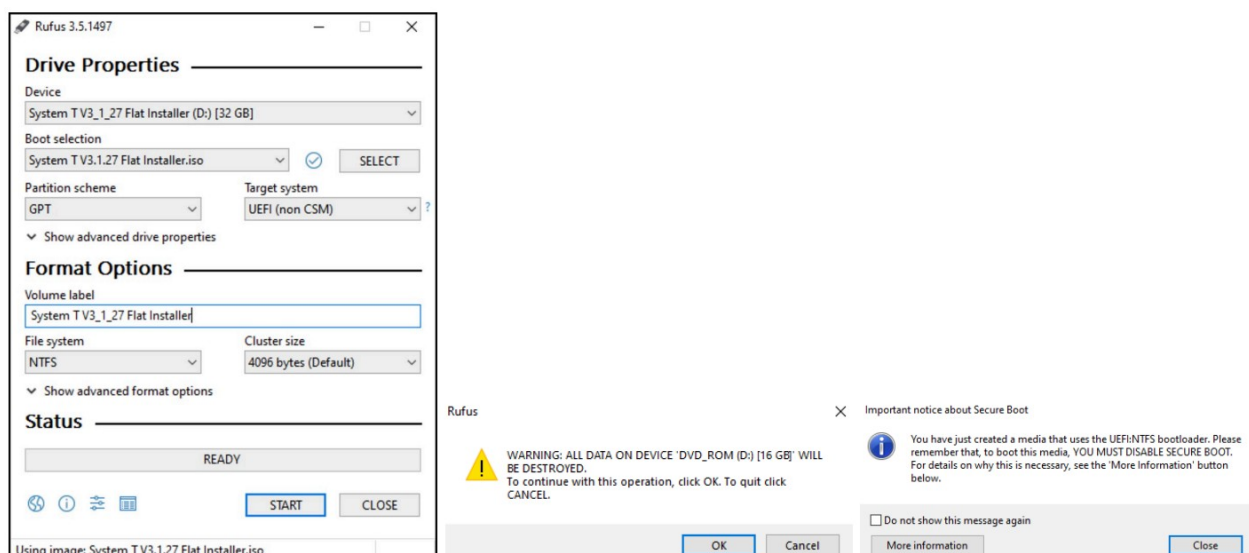 Rufus 3.5.1497
Drive Properties
Device
System T V3_1_27 Flat Installer (D:) [32 GB]
Boot selection
System T V3.1.27 Flat Installer.iso SELECT
Partition scheme Target system
GPT UEFI (non CSM) ?
Show advanced drive properties
Format Options
Volume label
System T V3_1_27 Flat Installer
File system Cluster size
NTFS 4096 bytes (Default)
Show advanced format options
Status
READY
START CLOSE
Using image: System T V3.1.27 Flat Installer.iso
Rufus
WARNING: ALL DATA ON DEVICE 'DVD_ROM (D:) [16 GB]' WILL
BE DESTROYED.
To continue with this operation, click OK. To quit click
CANCEL.
OK Cancel
Important notice about Secure Boot
You have just created a media that uses the UEFI:NTFS bootloader. Please
remember that, to boot this media, YOU MUST DISABLE SECURE BOOT.
For details on why this is necessary, see the 'More Information' button
below.
Do not show this message again
More information Close